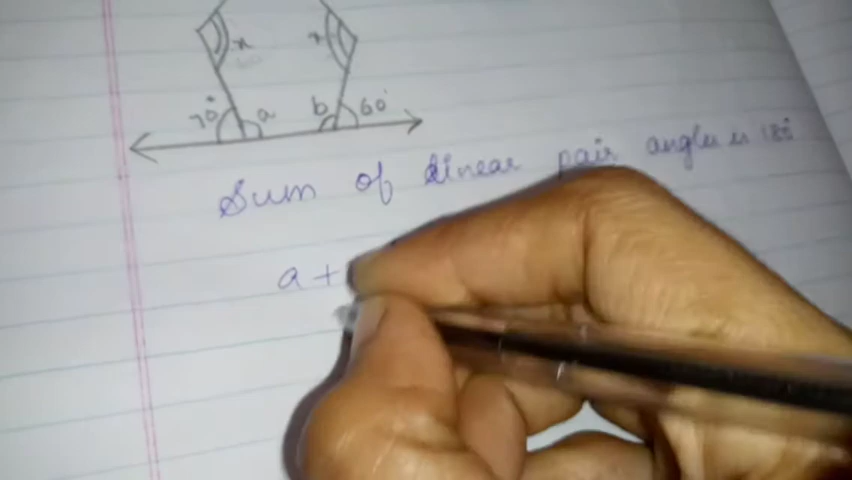 x x
70° a b 60°
Sum of linear pair angles is 180°
a +